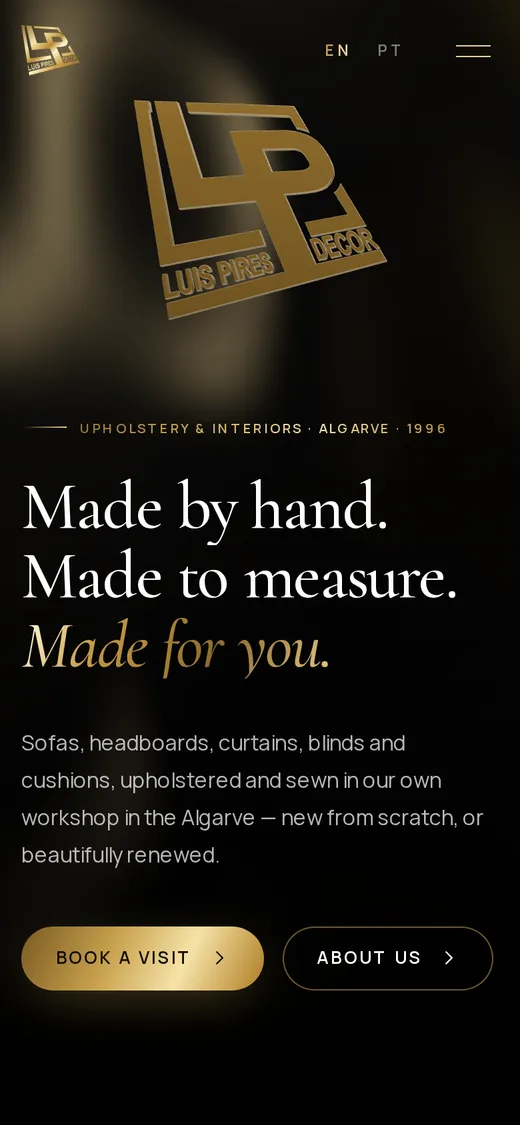 LUIS PIRES
EN PT
LUIS PIRES DECOR
UPHOLSTERY & INTERIORS · ALGARVE · 1996
Made by hand.
Made to measure.
Made for you.
Sofas, headboards, curtains, blinds and
cushions, upholstered and sewn in our own
workshop in the Algarve — new from scratch, or
beautifully renewed.
BOOK A VISIT
ABOUT US